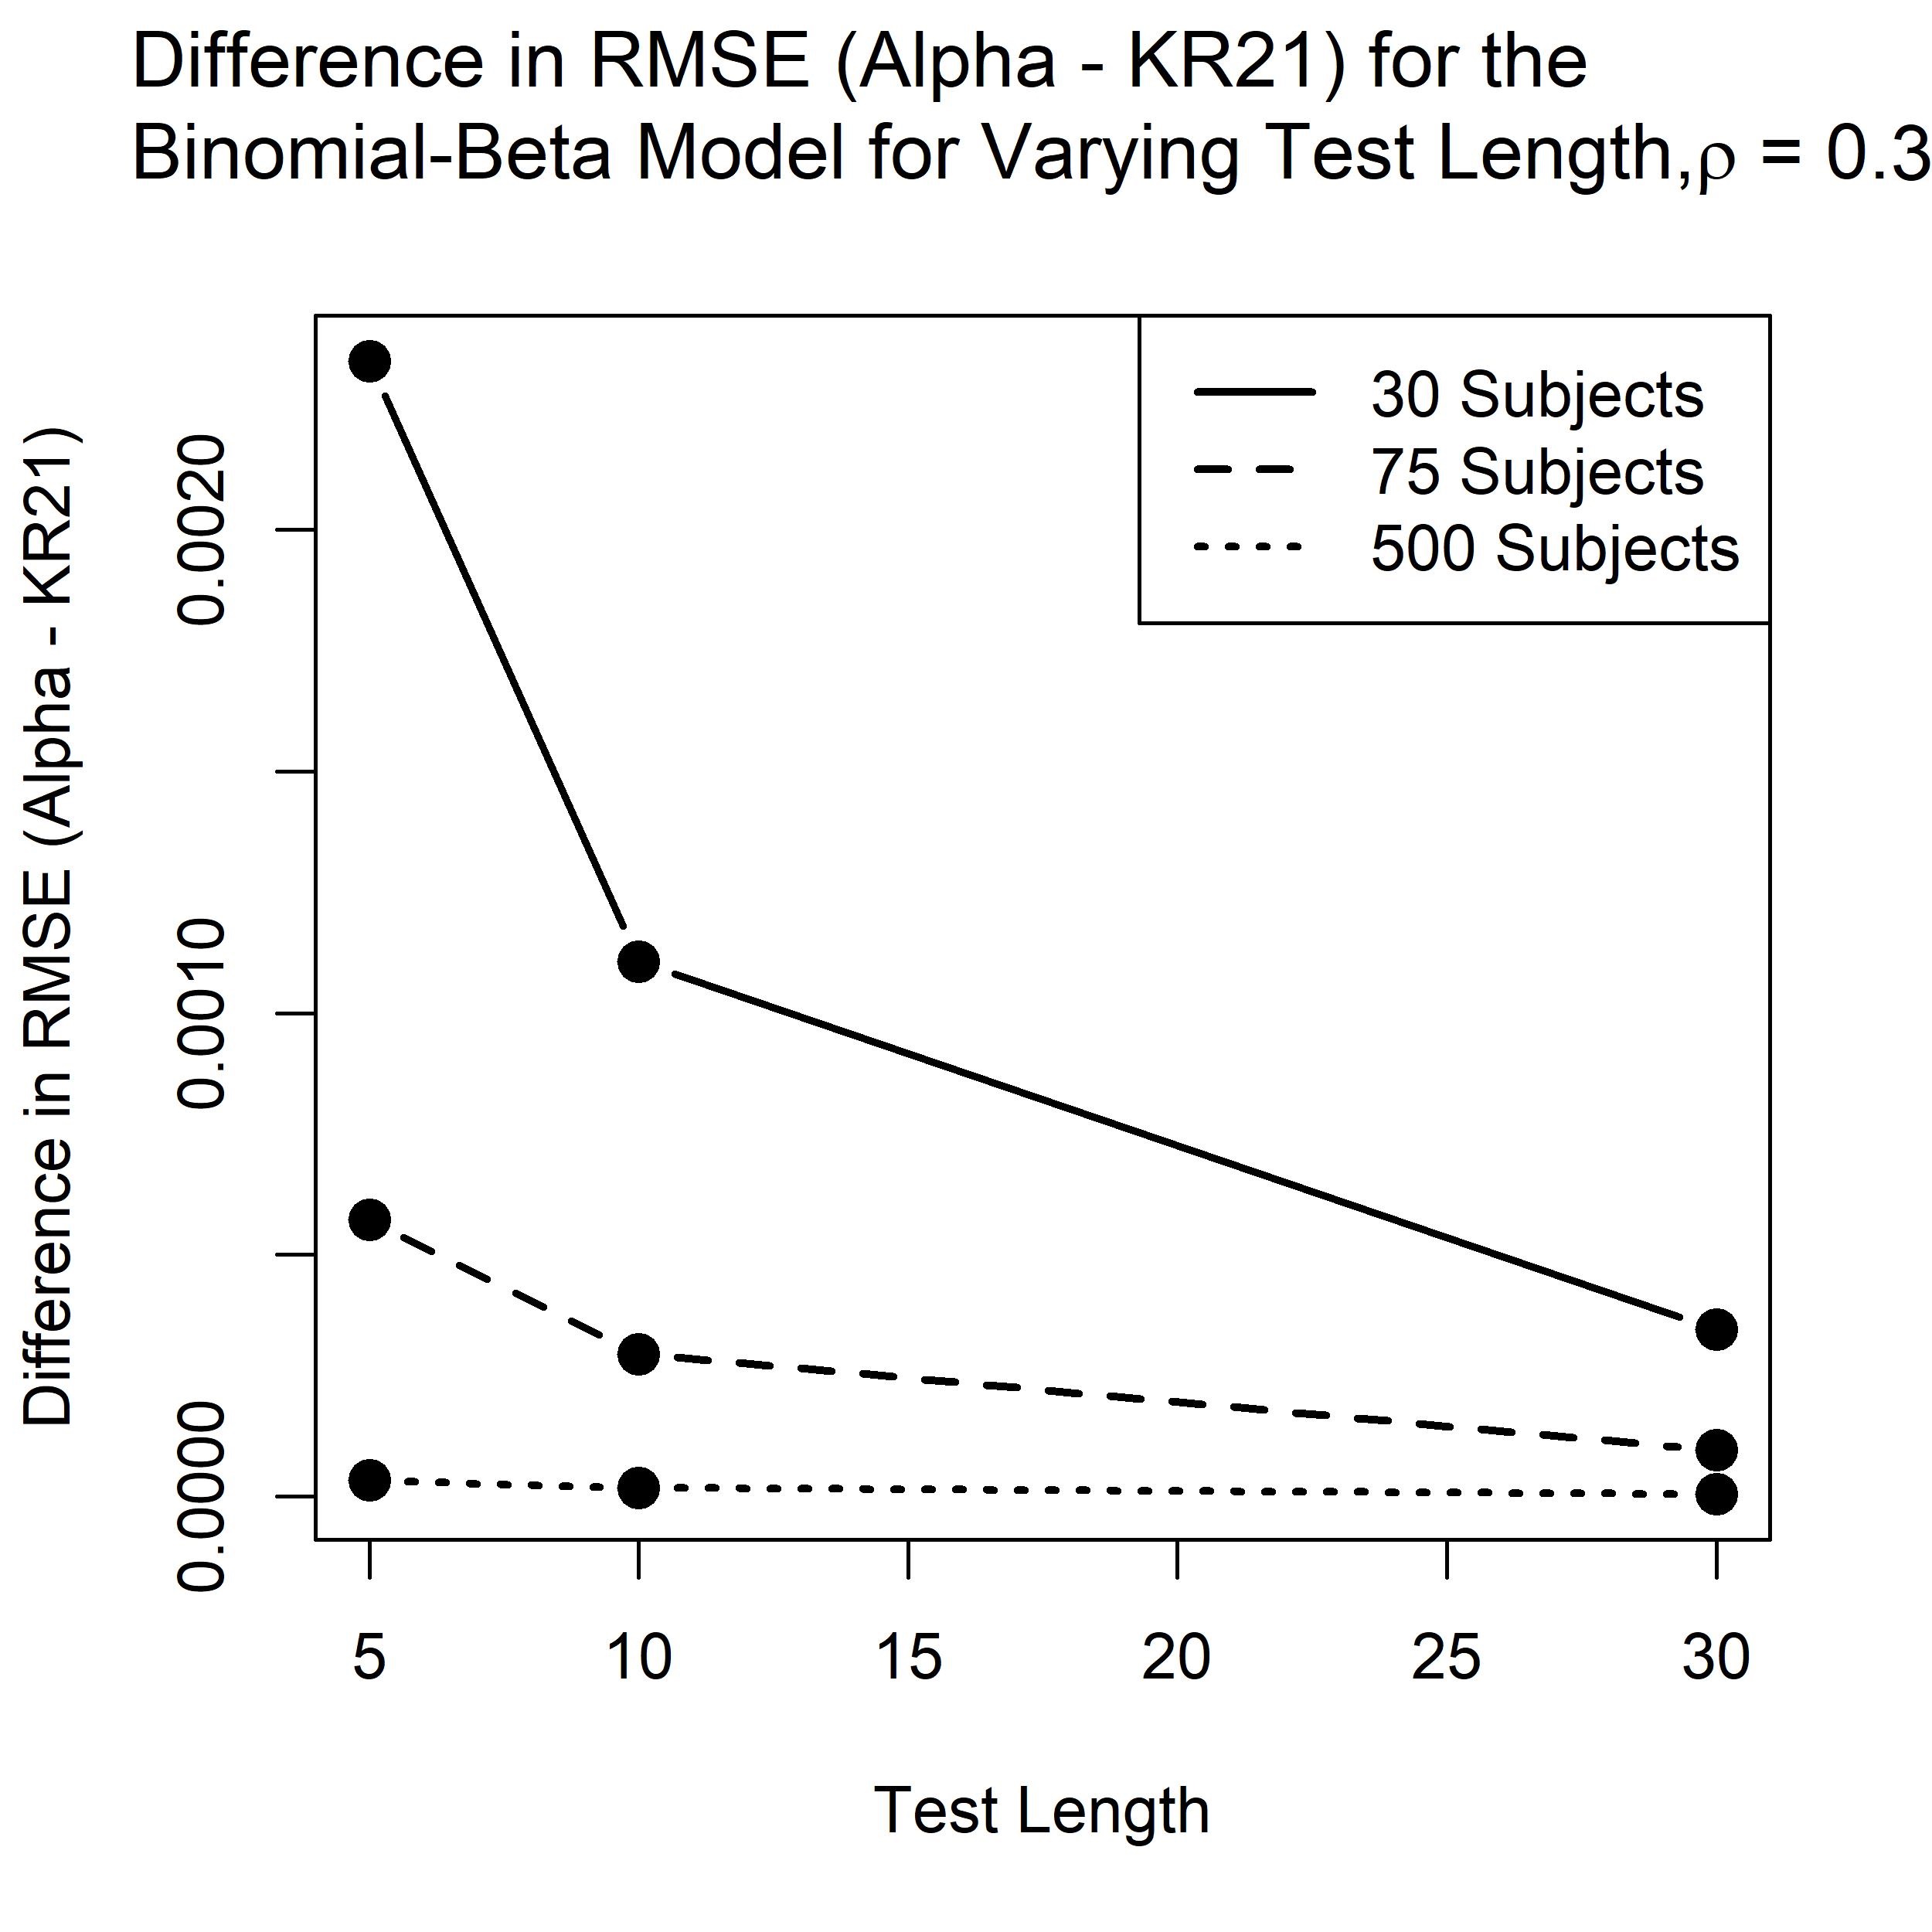 Difference in RMSE (Alpha - KR21) for the
Binomial-Beta Model for Varying Test Length,ρ = 0.3
Difference in RMSE (Alpha - KR21)
0.0020
0.0010
0.0000
30 Subjects
75 Subjects
500 Subjects
5 10 15 20 25 30
Test Length